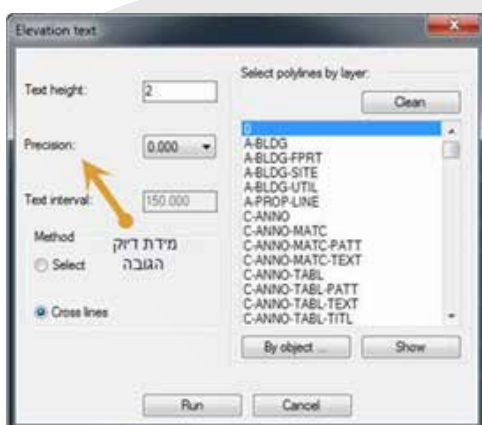 Elevation text
Text height:
2
Precision:
0.000
Text interval:
150.000
Method
Select
Cross lines
מידת דיוק
הגובה
Select polylines by layer:
Clean
0
A-BLDG
A-BLDG-FPRT
A-BLDG-SITE
A-BLDG-UTIL
A-PROP-LINE
C-ANNO
C-ANNO-MATC
C-ANNO-MATC-PATT
C-ANNO-MATC-TEXT
C-ANNO-TABL
C-ANNO-TABL-PATT
C-ANNO-TABL-TEXT
C-ANNO-TABL-TITL
By object ...
Show
Run
Cancel